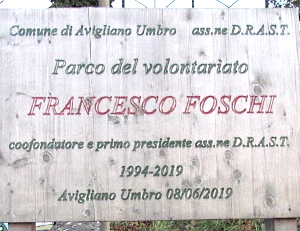 Comune di Avigliano Umbro ass.ne D.R.A.S.T.
Parco del volontariato
FRANCESCO FOSCHI
coofondatore e primo presidente ass.ne D.R.A.S.T.
1994-2019
Avigliano Umbro 08/06/2019